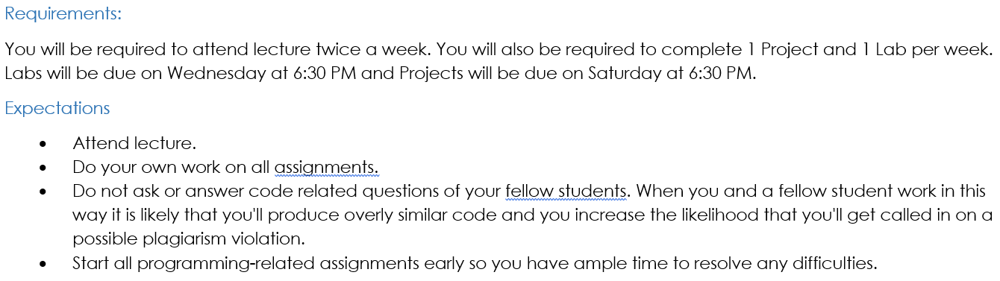 Requirements:
You will be required to attend lecture twice a week. You will also be required to complete 1 Project and 1 Lab per week.
Labs will be due on Wednesday at 6:30 PM and Projects will be due on Saturday at 6:30 PM.
Expectations
• Attend lecture.
• Do your own work on all assignments.
• Do not ask or answer code related questions of your fellow students. When you and a fellow student work in this
way it is likely that you'll produce overly similar code and you increase the likelihood that you'll get called in on a
possible plagiarism violation.
• Start all programming-related assignments early so you have ample time to resolve any difficulties.